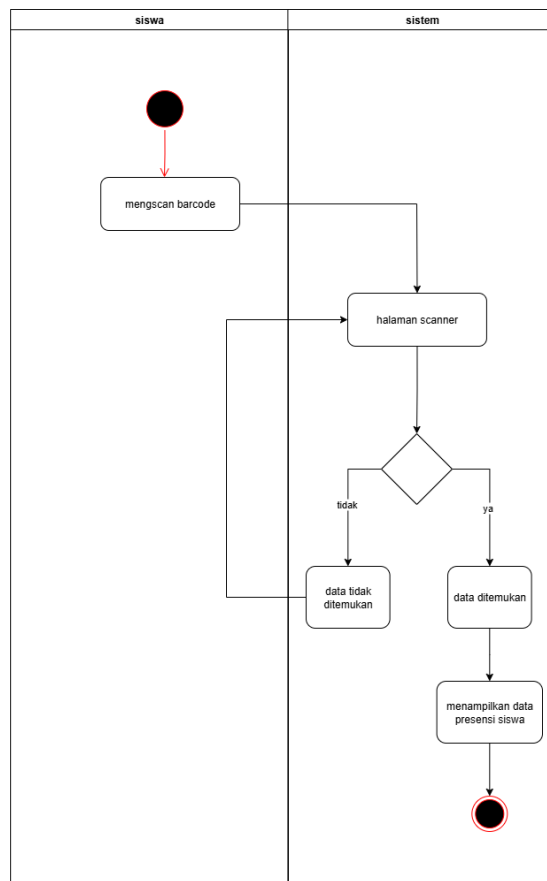 siswa
sistem
mengscan barcode
halaman scanner
tidak
ya
data tidak
ditemukan
data ditemukan
menampilkan data
presensi siswa